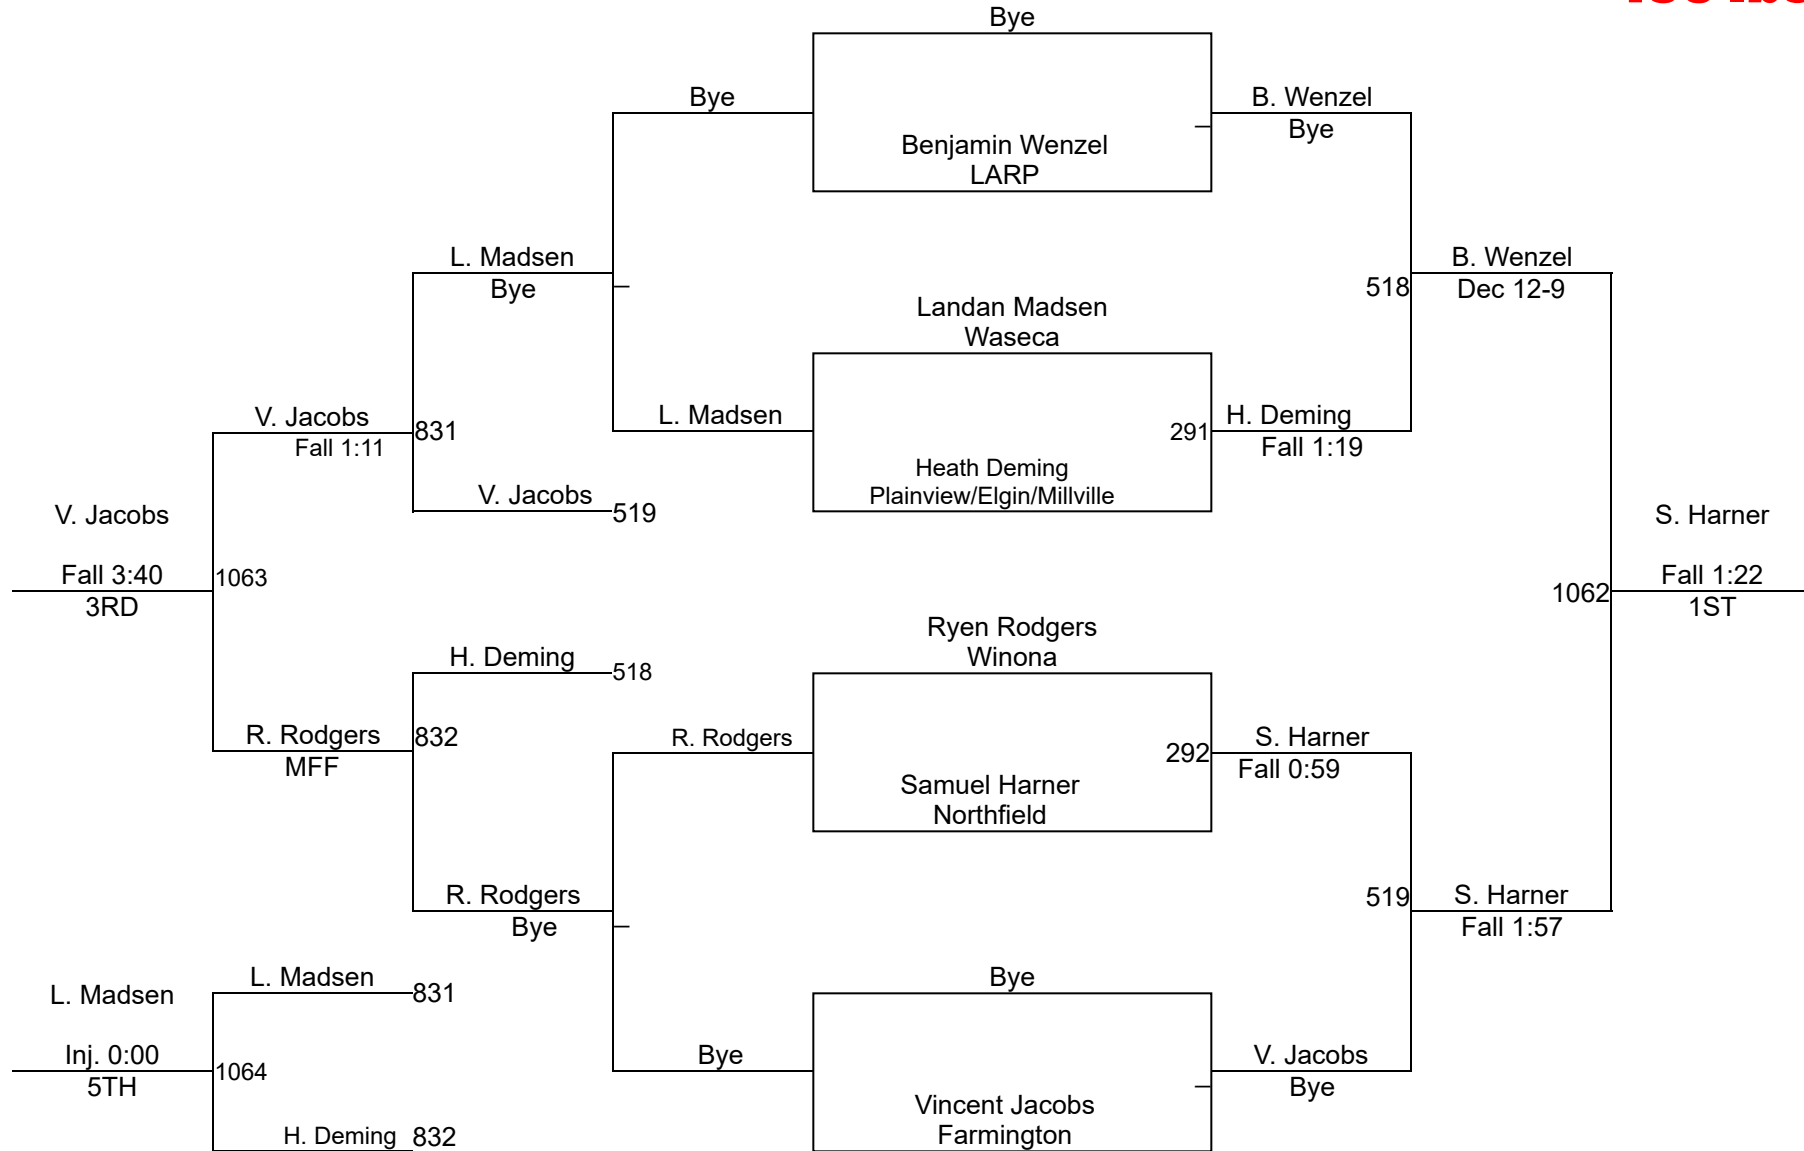 Bye
Bye
B. Wenzel
Bye
Benjamin Wenzel
LARP
L. Madsen
Bye
B. Wenzel
518
Dec 12-9
Landan Madsen
Waseca
V. Jacobs
831
Fall 1:11
L. Madsen
291
H. Deming
Fall 1:19
Heath Deming
Plainview/Elgin/Millville
V. Jacobs
519
V. Jacobs
Fall 3:40
3RD
1063
S. Harner
1062
Fall 1:22
1ST
Ryen Rodgers
Winona
H. Deming
518
R. Rodgers
832
MFF
R. Rodgers
292
S. Harner
Fall 0:59
Samuel Harner
Northfield
R. Rodgers
Bye
519
S. Harner
Fall 1:57
L. Madsen
831
L. Madsen
Inj. 0:00
5TH
1064
Bye
Bye
V. Jacobs
Bye
Vincent Jacobs
Farmington
H. Deming
832